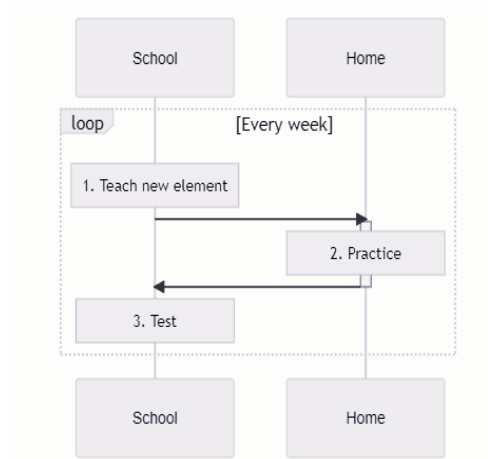 School
Home
loop
[Every week]
1. Teach new element
2. Practice
3. Test
School
Home